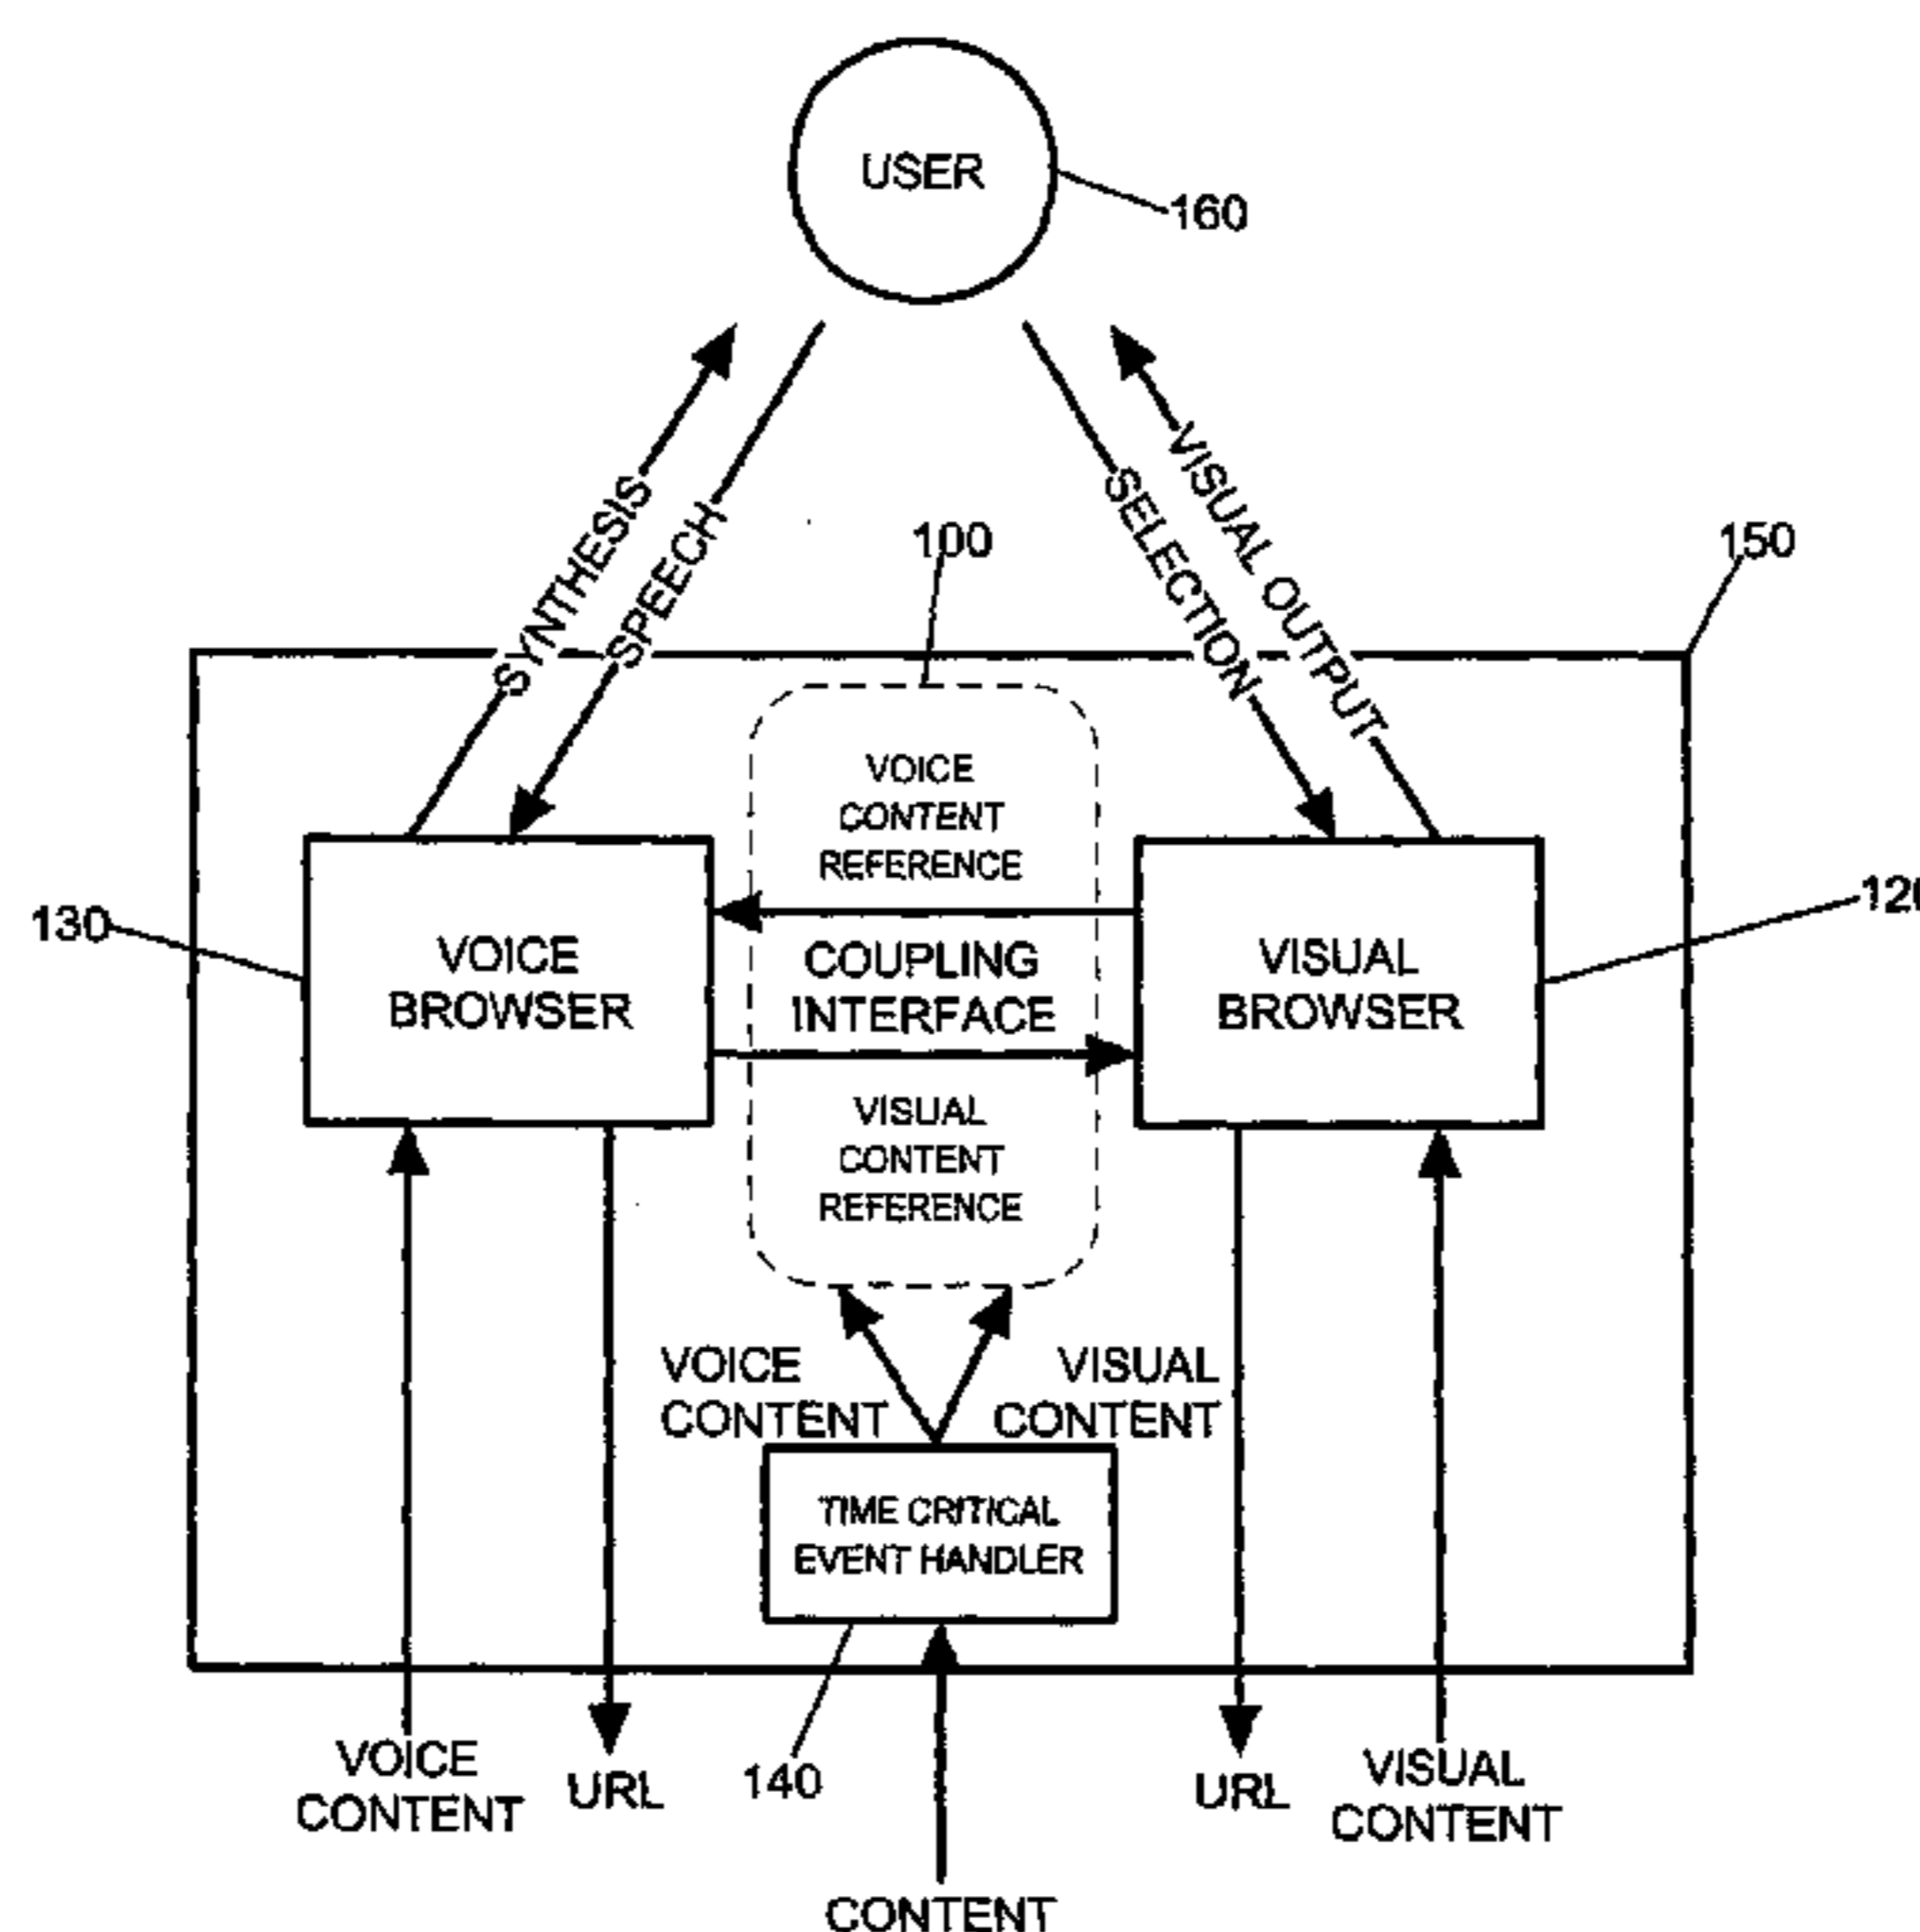 USER
160
SYNTHESIS
SPEECH
SELECTION
VISUAL OUTPUT
100
150
VOICE
CONTENT
REFERENCE
130
VOICE
BROWSER
COUPLING
INTERFACE
VISUAL
BROWSER
VISUAL
CONTENT
REFERENCE
VOICE
CONTENT
VISUAL
CONTENT
TIME CRITICAL
EVENT HANDLER
VOICE
CONTENT
URL
140
URL
VISUAL
CONTENT
CONTENT